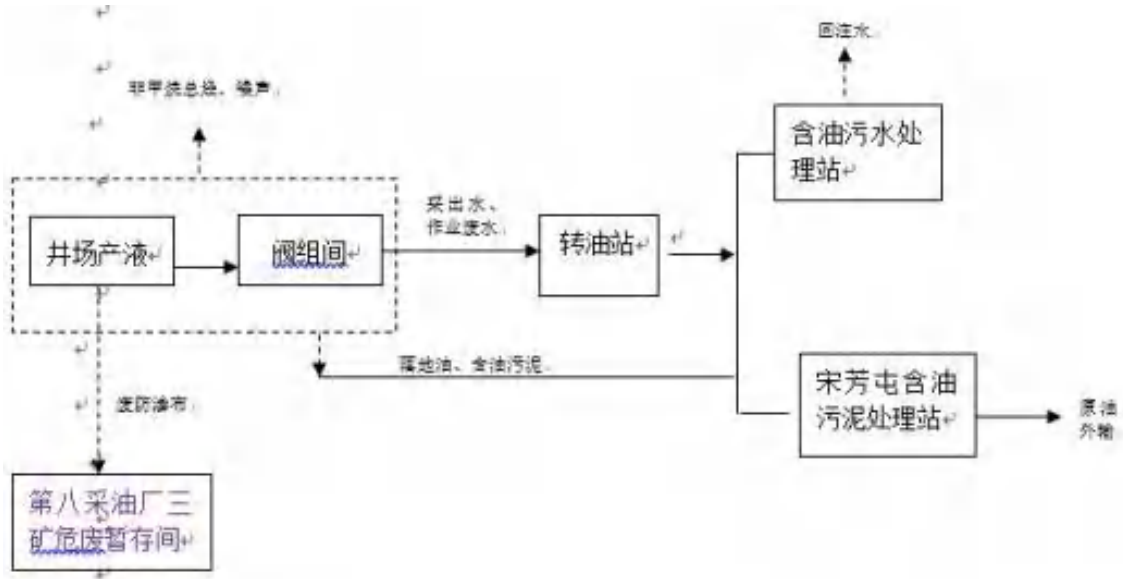 回注水
非甲烷总烃、噪声
含油污水处
理站
采出水、
作业废水
井场产液
阀组间
转油站
落地油、含油污泥
宋芳屯含油
污泥处理站
原油
外输
废防渗布
第八采油厂三
矿危废暂存间